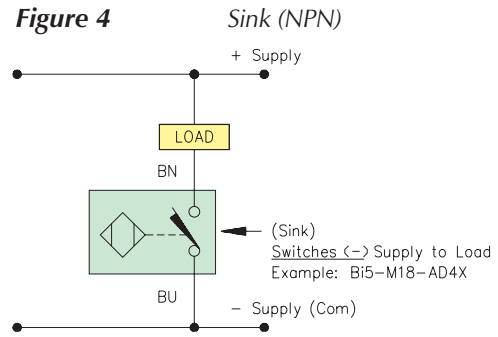 Figure 4 Sink (NPN)
+ Supply
LOAD
BN
(Sink)
Switches (-) Supply to Load
Example: Bi5-M18-AD4X
BU
- Supply (Com)